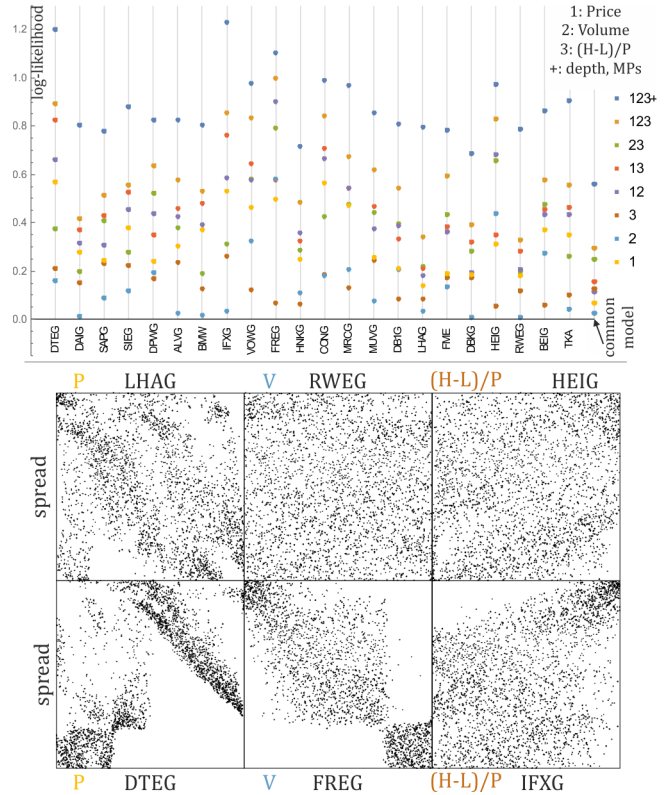 1: Price
2: Volume
3: (H-L)/P
+: depth, MPs
log-likelihood
1.2
1.0
0.8
0.6
0.4
0.2
0.0
123+
123
23
13
12
3
2
1
DTEG
DAIG
SAPG
SIEG
DPWG
ALVG
BMW
IFXG
VOWG
FREG
HNKG
CONG
MRCG
MUVG
DB1G
LHAG
FME
DBKG
HEIG
RWEG
BEIG
TKA
common
model
P LHAG V RWEG (H-L)/P HEIG
spread
spread
P DTEG V FREG (H-L)/P IFXG